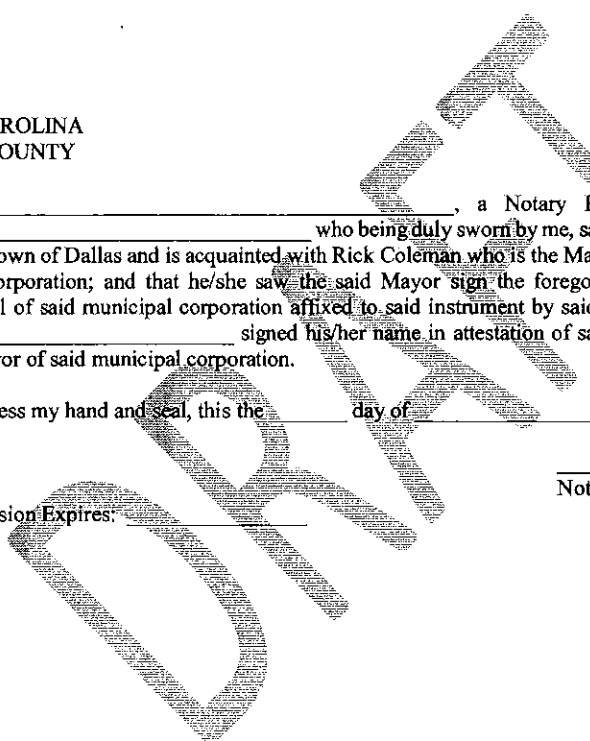 ROLINA
OUNTY
, a Notary
who being duly sworn by me, sa
own of Dallas and is acquainted with Rick Coleman who is the Ma
orporation; and that he/she saw the said Mayor sign the forego
l of said municipal corporation affixed to said instrument by said
signed his/her name in attestation of sa
or of said municipal corporation.
ess my hand and seal, this the ______ day of ______
Not
sion Expires: ______
DRAFT